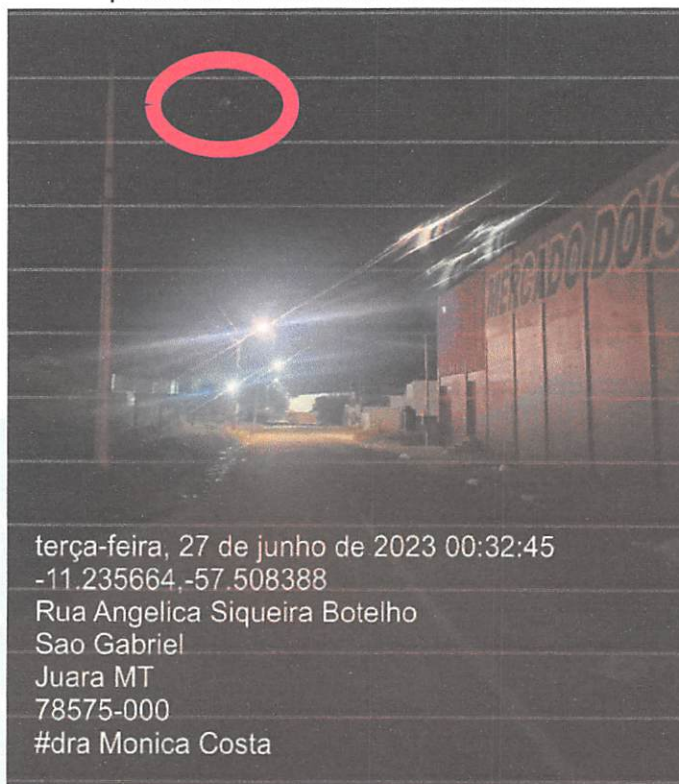 MERCADO DOIS
terça-feira, 27 de junho de 2023 00:32:45
-11.235664,-57.508388
Rua Angelica Siqueira Botelho
Sao Gabriel
Juara MT
78575-000
#dra Monica Costa